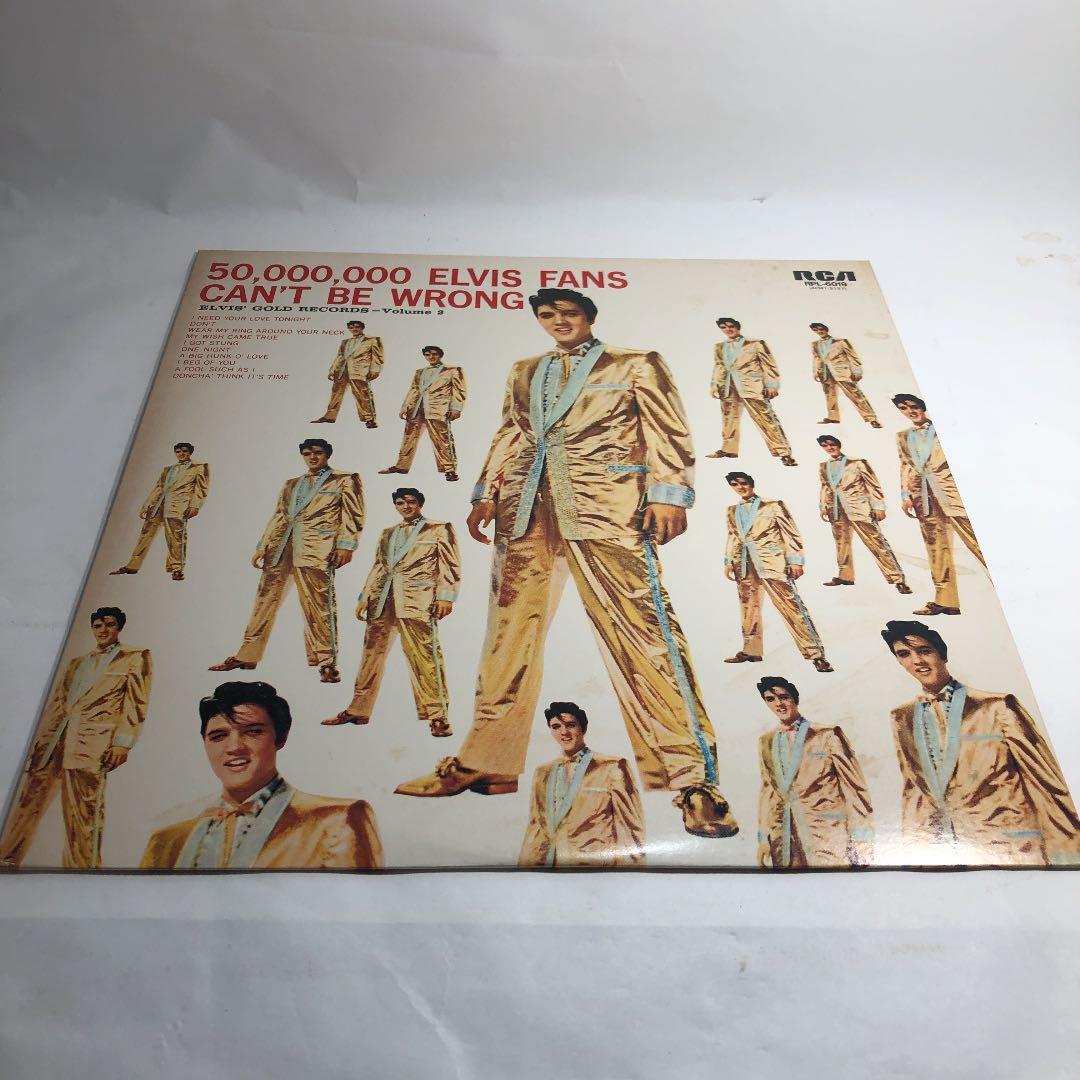 50,000,000 ELVIS FANS
CAN'T BE WRONG
ELVIS' GOLD RECORDS—Volume 2
I NEED YOUR LOVE TONIGHT
DON'T
WEAR MY RING AROUND YOUR NECK
MY WISH CAME TRUE
I GOT STUNG
ONE NIGHT
A BIG HUNK O' LOVE
I BEG OF YOU
A FOOL SUCH AS I
DONCHA' THINK IT'S TIME
RCA
RPL-6019